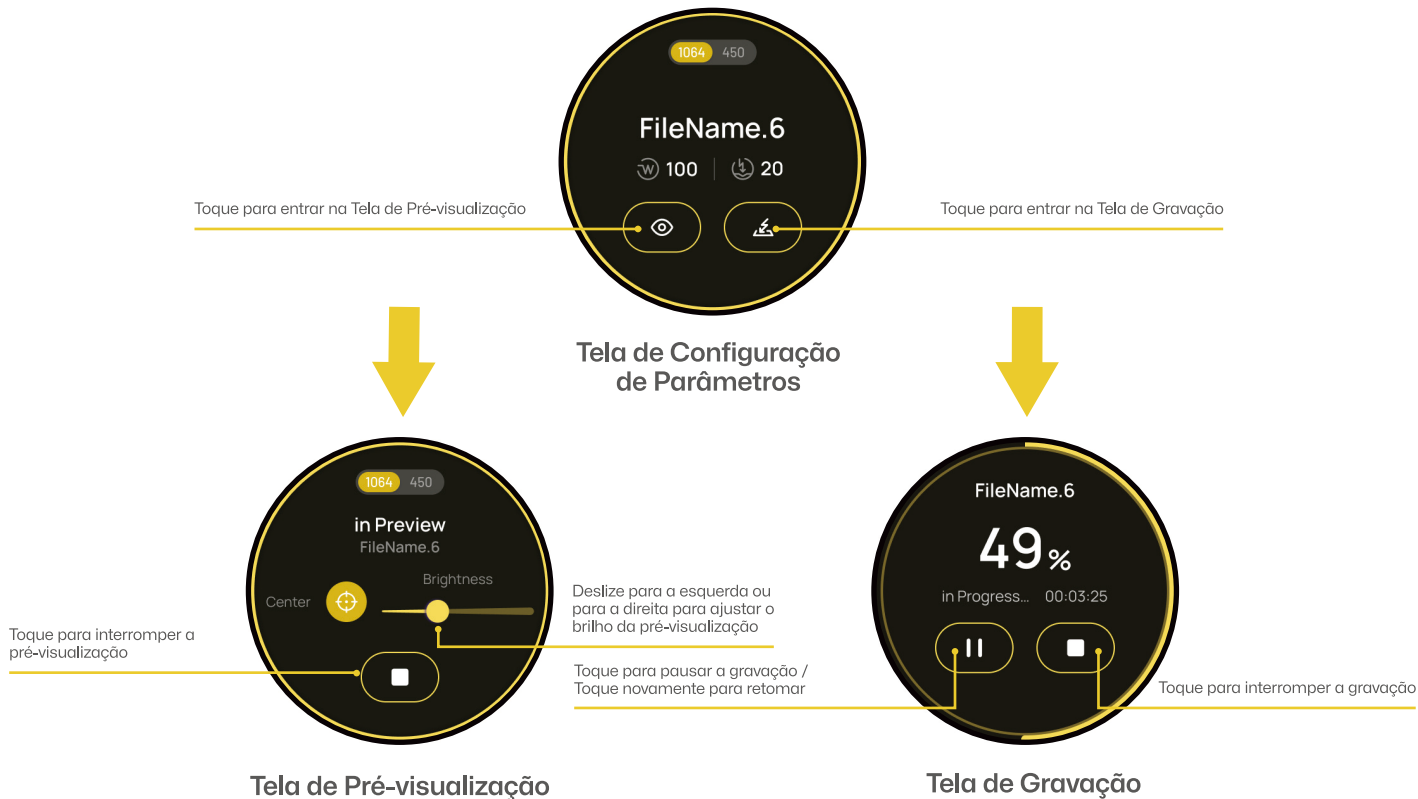 1064 450
FileName.6
W 100 20
Toque para entrar na Tela de Pré-visualização
Toque para entrar na Tela de Gravação
Tela de Configuração
de Parâmetros
1064 450
in Preview
FileName.6
Brightness
Center
Deslize para a esquerda ou
para a direita para ajustar o
brilho da pré-visualização
Toque para interromper a
pré-visualização
Tela de Pré-visualização
FileName.6
49%
in Progress... 00:03:25
Toque para pausar a gravação /
Toque novamente para retomar
Toque para interromper a gravação
Tela de Gravação